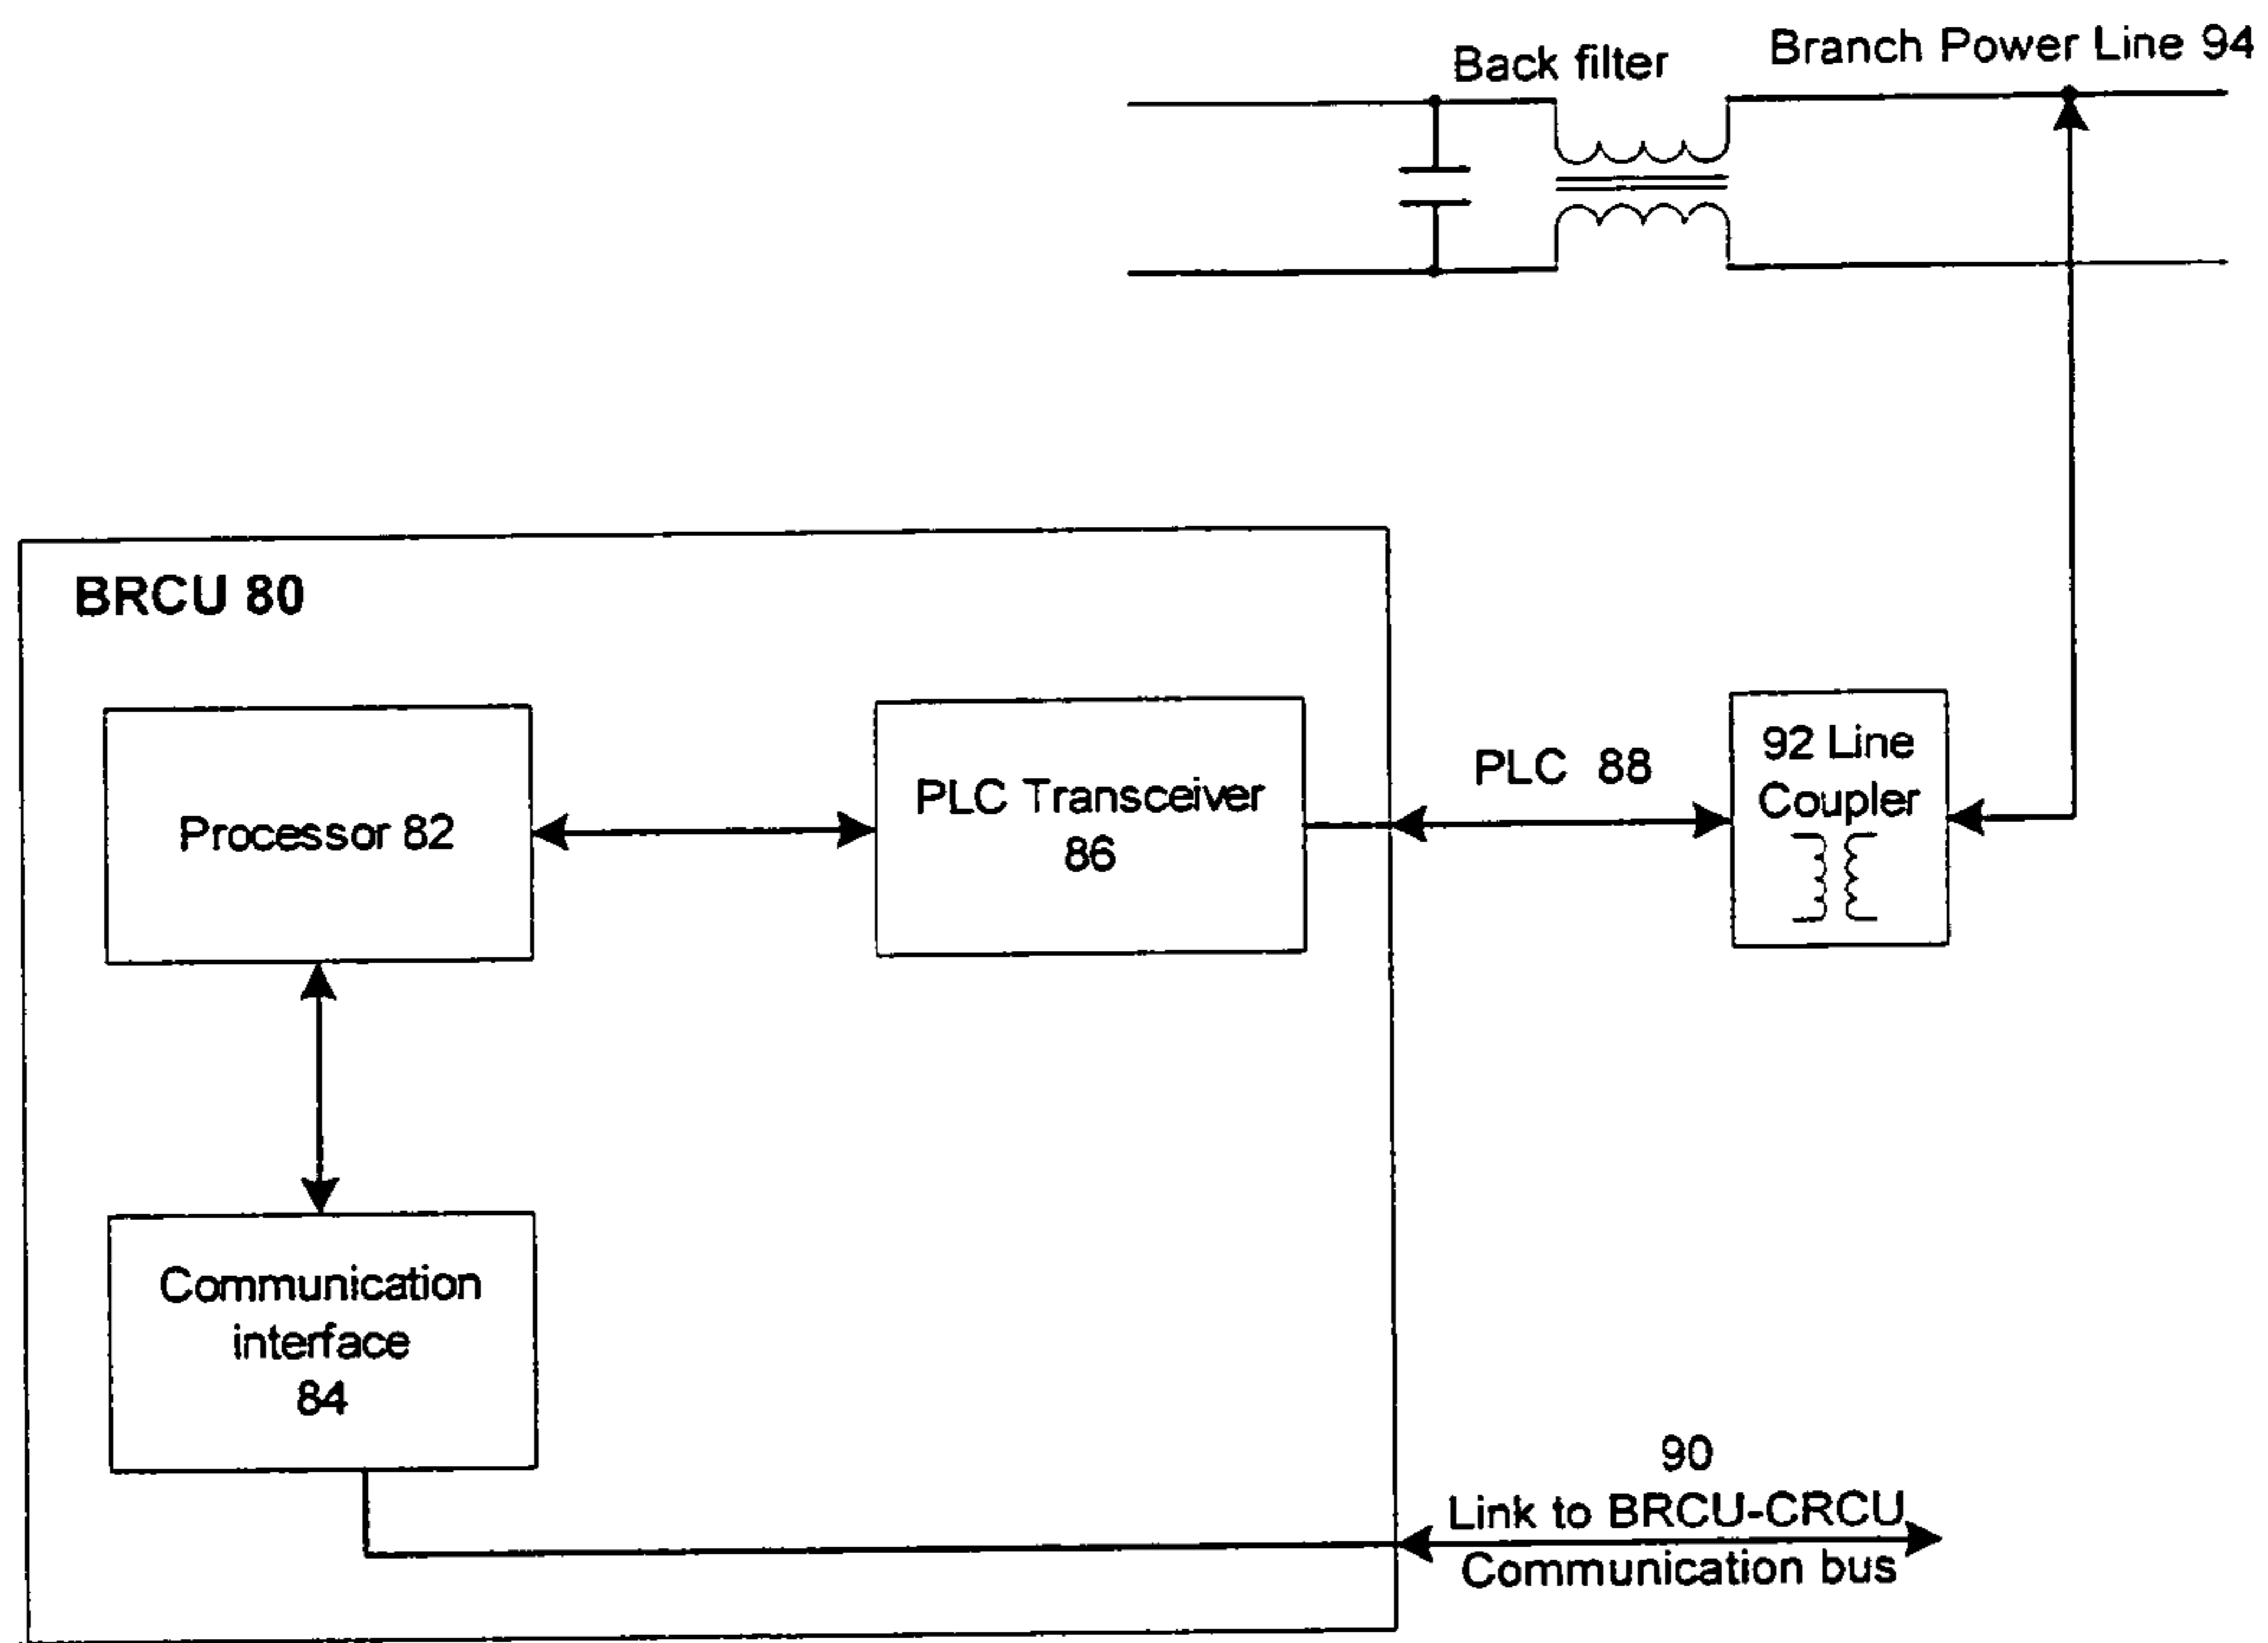 Back filter
Branch Power Line 94
BRCU 80
Processor 82
PLC Transceiver
86
PLC 88
92 Line
Coupler
Communication
interface
84
90
Link to BRCU-CRCU
Communication bus